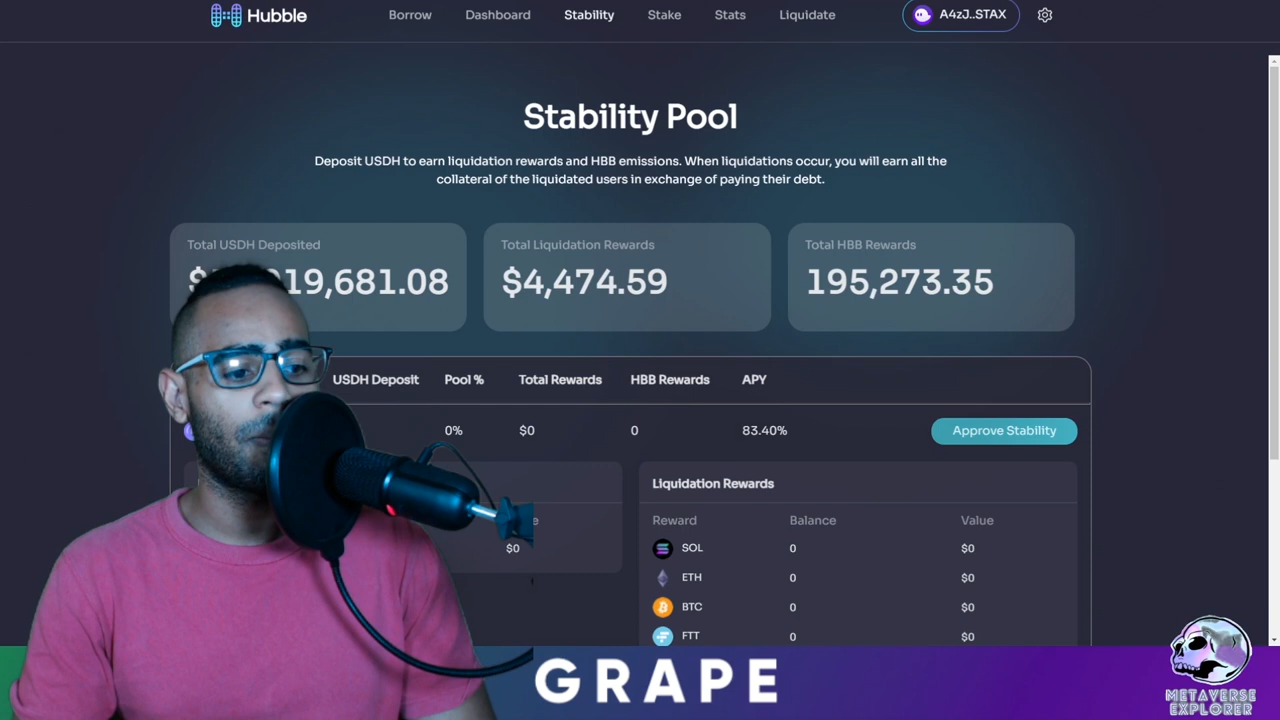 Hubble
Borrow
Dashboard
Stability
Stake
Stats
Liquidate
A4zJ..STAX
Stability Pool
Deposit USDH to earn liquidation rewards and HBB emissions. When liquidations occur, you will earn all the
collateral of the liquidated users in exchange of paying their debt.
Total USDH Deposited
Total Liquidation Rewards
$4,474.59
Total HBB Rewards
195,273.35
USDH Deposit
Pool %
Total Rewards
HBB Rewards
APY
0%
$0
0
83.40%
Approve Stability
$0
Liquidation Rewards
Reward
Balance
Value
SOL
0
$0
ETH
0
$0
BTC
0
$0
FTT
0
$0
GRAPE
METAVERSE
EXPLORER